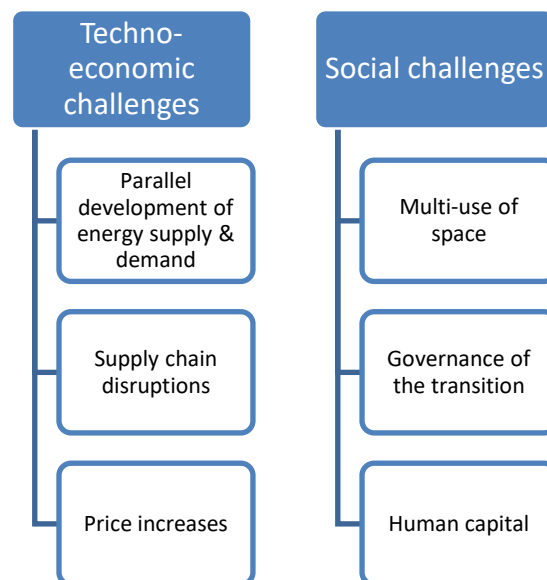 Techno-
economic
challenges
Parallel
development of
energy supply &
demand
Supply chain
disruptions
Price increases
Social challenges
Multi-use of
space
Governance of
the transition
Human capital